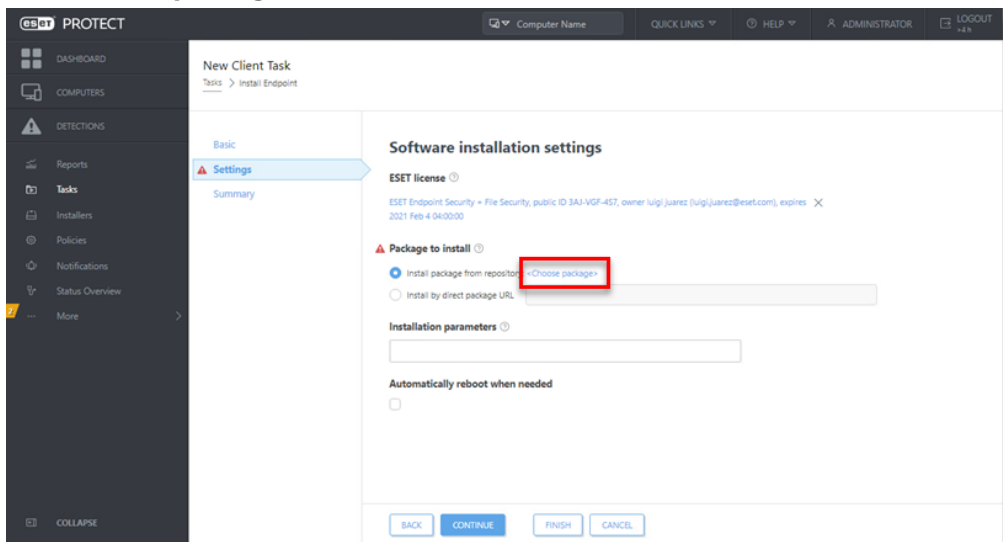 eset PROTECT
Computer Name
QUICK LINKS
HELP
ADMINISTRATOR
LOGOUT
>4 h
DASHBOARD
COMPUTERS
DETECTIONS
Reports
Tasks
Installers
Policies
Notifications
Status Overview
More
COLLAPSE
New Client Task
Tasks > Install Endpoint
Basic
Settings
Summary
Software installation settings
ESET license
ESET Endpoint Security + File Security, public ID 3AJ-VGF-457, owner luigi juarez (luigi.juarez@eset.com), expires
2021 Feb 4 04:00:00
Package to install
Install package from repository <Choose package>
Install by direct package URL
Installation parameters
Automatically reboot when needed
BACK
CONTINUE
FINISH
CANCEL